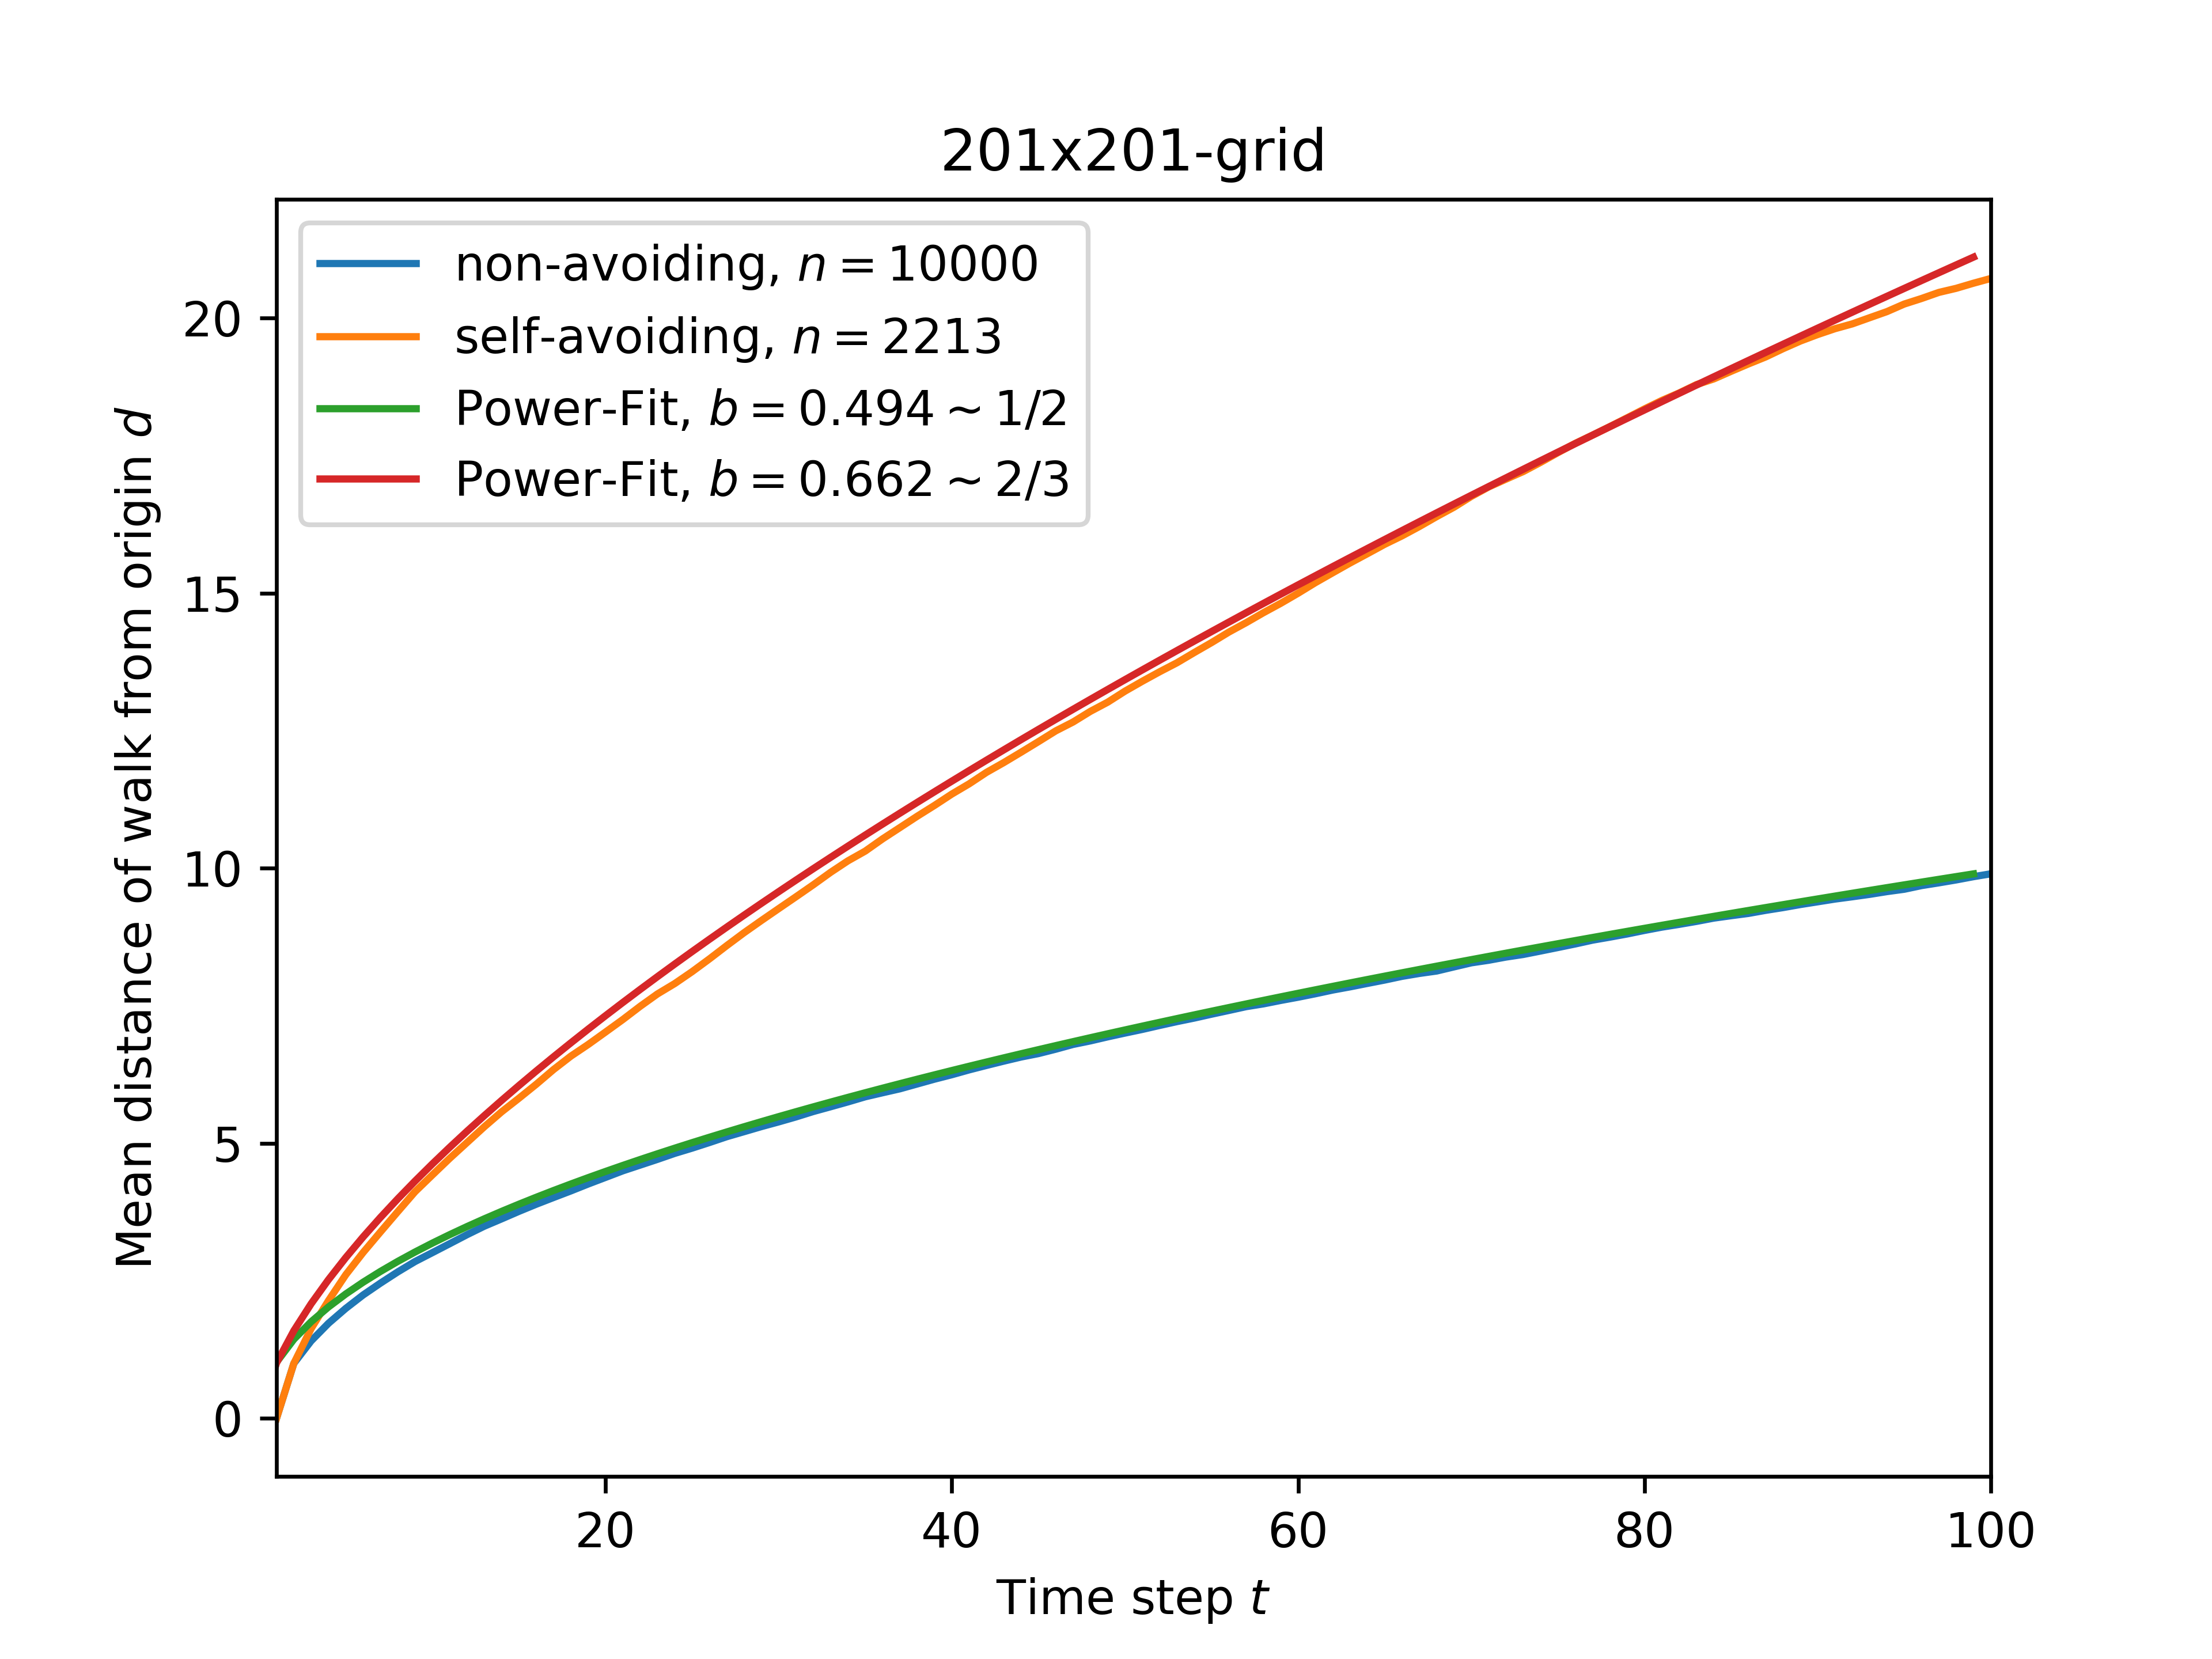 201x201-grid
non-avoiding, n = 10000
self-avoiding, n = 2213
Power-Fit, b = 0.494 ~ 1/2
Power-Fit, b = 0.662 ~ 2/3
Mean distance of walk from origin d
20
15
10
5
0
20 40 60 80 100
Time step t